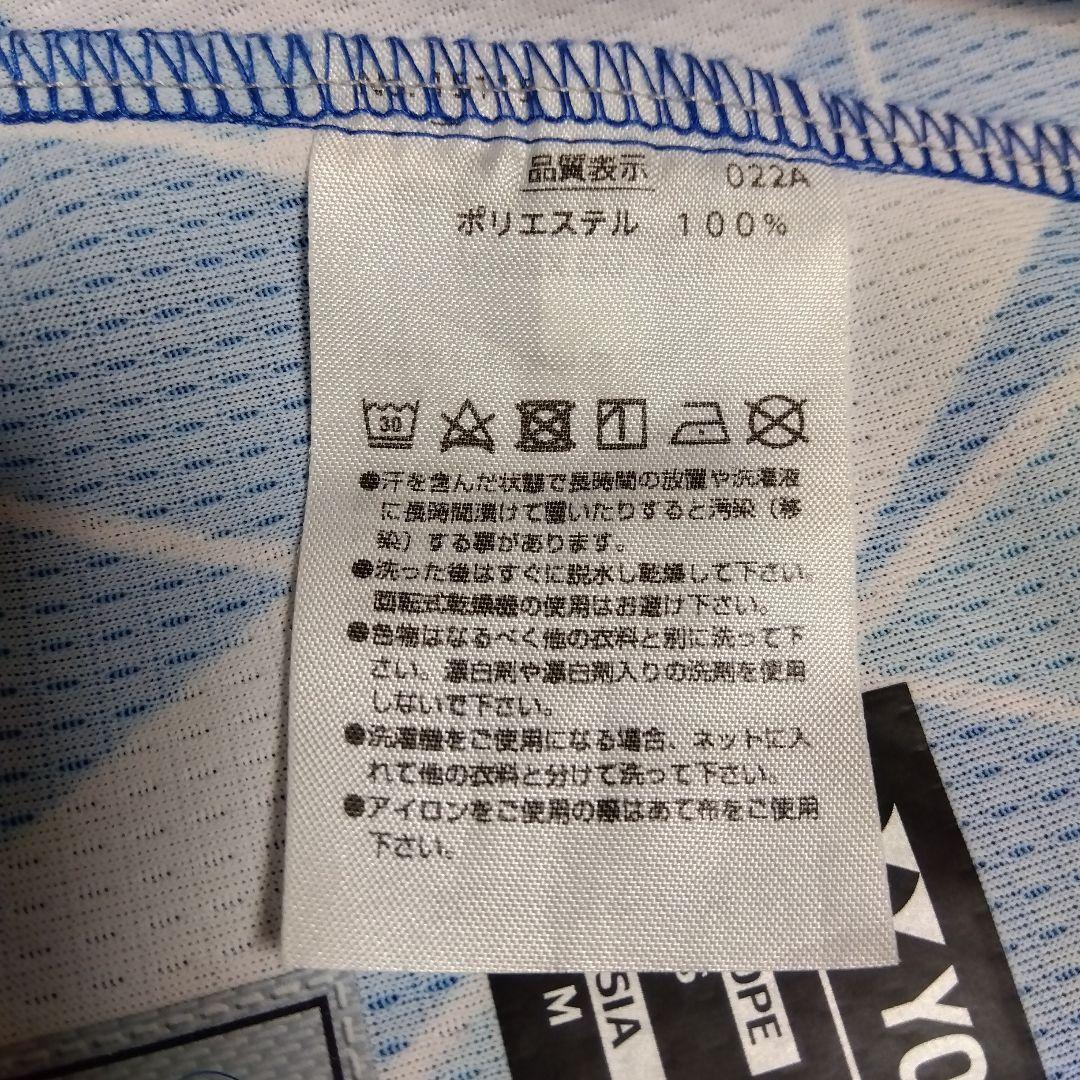 品質表示 022A
ポリエステル 100%
30
1
●汗を含んだ状態で長時間の放置や洗濯液
に長時間漬けて置いたりすると汚染（移
染）する事があります。
●洗った後はすぐに脱水し乾燥して下さい。
回転式乾燥機の使用はお避け下さい。
●色物はなるべく他の衣料と別に洗って下
さい。漂白剤や漂白剤入りの洗剤を使用
しないで下さい。
●洗濯機をご使用になる場合、ネットに入
れて他の衣料と分けて洗って下さい。
●アイロンをご使用の際はあて布をご使用
下さい。
YO
OPE
S
SIA
M